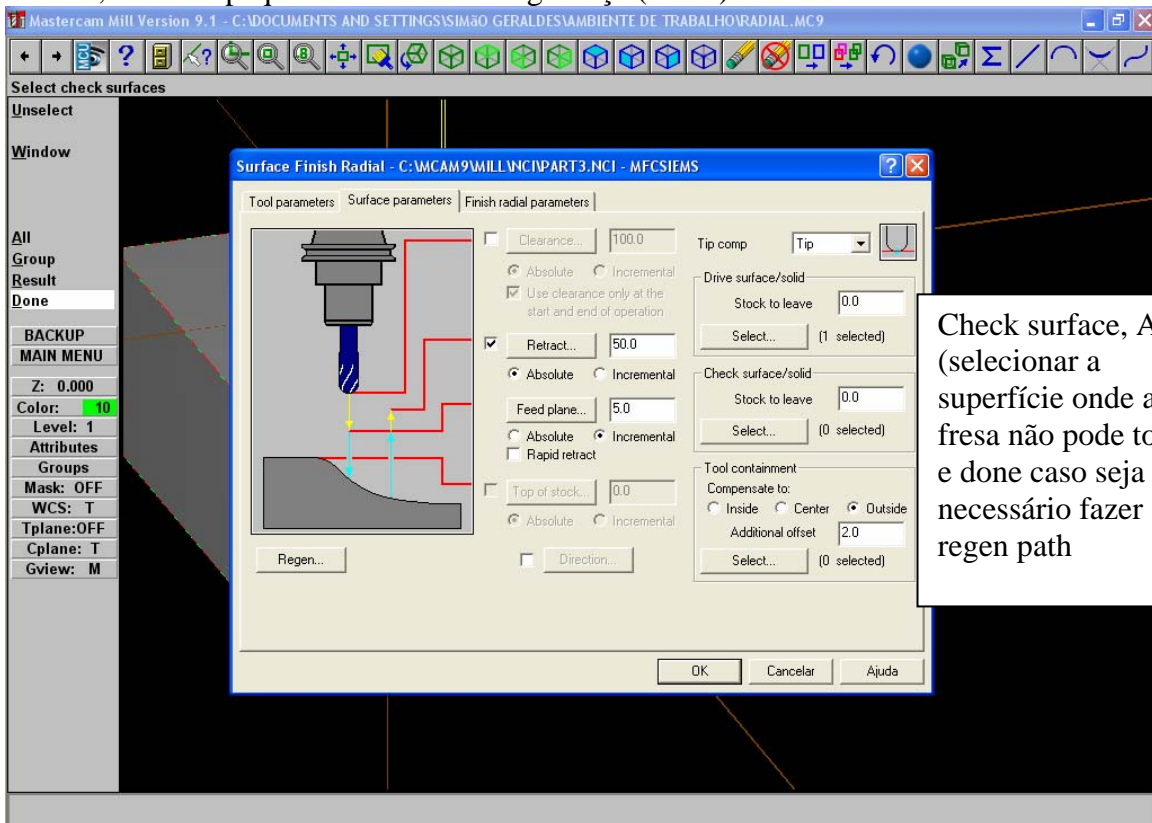 Mastercam Mill Version 9.1 - C:\DOCUMENTS AND SETTINGS\SIMãO GERALDES\AMBIENTE DE TRABALHO\RADIAL.MC9
MCU
Select check surfaces
Unselect
Window
All
Group
Result
Done
BACKUP
MAIN MENU
Z: 0.000
Color: 10
Level: 1
Attributes
Groups
Mask: OFF
WCS: T
Tplane:OFF
Cplane: T
Gview: M
Surface Finish Radial - C:\MCAM9\MILL\NCI\PART3.NCI - MFCSIEMS
Tool parameters Surface parameters Finish radial parameters
Clearance... 100.0
Absolute Incremental
Use clearance only at the
start and end of operation
Retract... 50.0
Absolute Incremental
Feed plane... 5.0
Absolute Incremental
Rapid retract
Top of stock... 0.0
Absolute Incremental
Regen...
Direction...
Tip comp Tip
Drive surface/solid
Stock to leave 0.0
Select... (1 selected)
Check surface/solid
Stock to leave 0.0
Select... (0 selected)
Tool containment
Compensate to:
Inside Center Outside
Additional offset 2.0
Select... (0 selected)
OK Cancelar Ajuda
Check surface, A
(selecionar a
superfície onde a
fresa não pode to
e done caso seja
necessário fazer
regen path